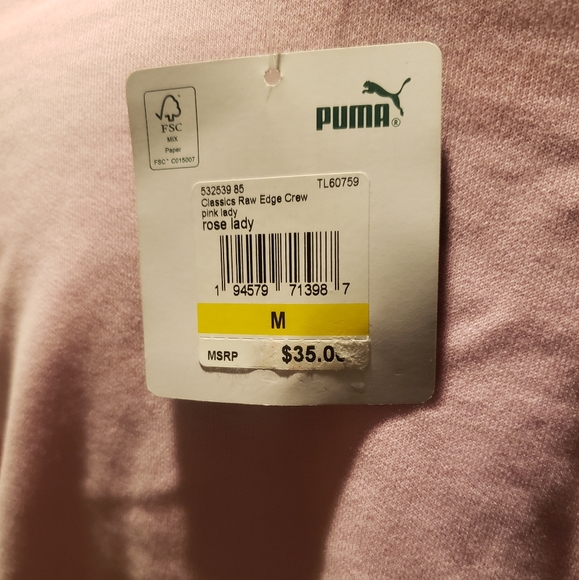 FSC
MIX
Paper
FSC™ C015007
PUMA®
532539 85
TL60759
Classics Raw Edge Crew
pink lady
rose lady
1 94579 71398 7
M
MSRP $35.0